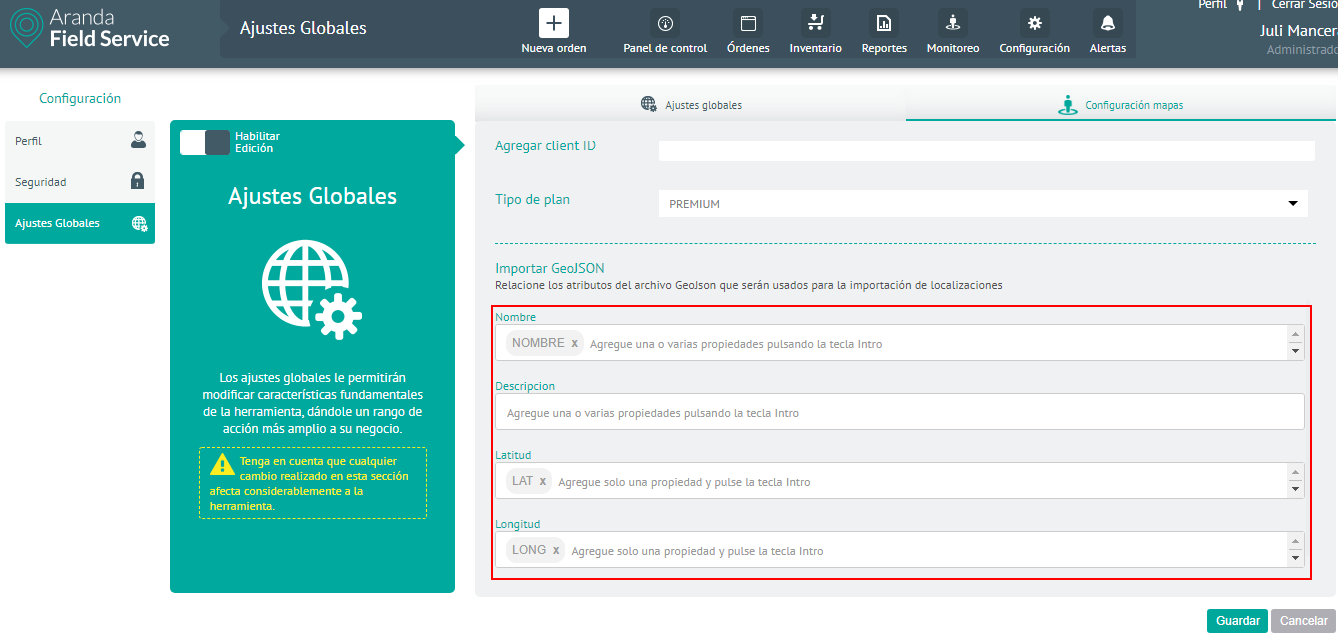 Aranda
Field Service
Ajustes Globales
Nueva orden
Panel de control
Órdenes
Inventario
Reportes
Monitoreo
Configuración
Alertas
Perfil
|
Cerrar Sesio
Juli Mancera
Administrado
Configuración
Perfil
Seguridad
Ajustes Globales
Habilitar
Edición
Ajustes Globales
Los ajustes globales le permitirán
modificar características fundamentales
de la herramienta, dándole un rango de
acción más amplio a su negocio.
Tenga en cuenta que cualquier
cambio realizado en esta sección
afecta considerablemente a la
herramienta.
Ajustes globales
Configuración mapas
Agregar client ID
Tipo de plan
PREMIUM
Importar GeoJSON
Relacione los atributos del archivo GeoJson que serán usados para la importación de localizaciones
Nombre
NOMBRE x Agregue una o varias propiedades pulsando la tecla Intro
Descripcion
Agregue una o varias propiedades pulsando la tecla Intro
Latitud
LAT x Agregue solo una propiedad y pulse la tecla Intro
Longitud
LONG x Agregue solo una propiedad y pulse la tecla Intro
Guardar
Cancelar